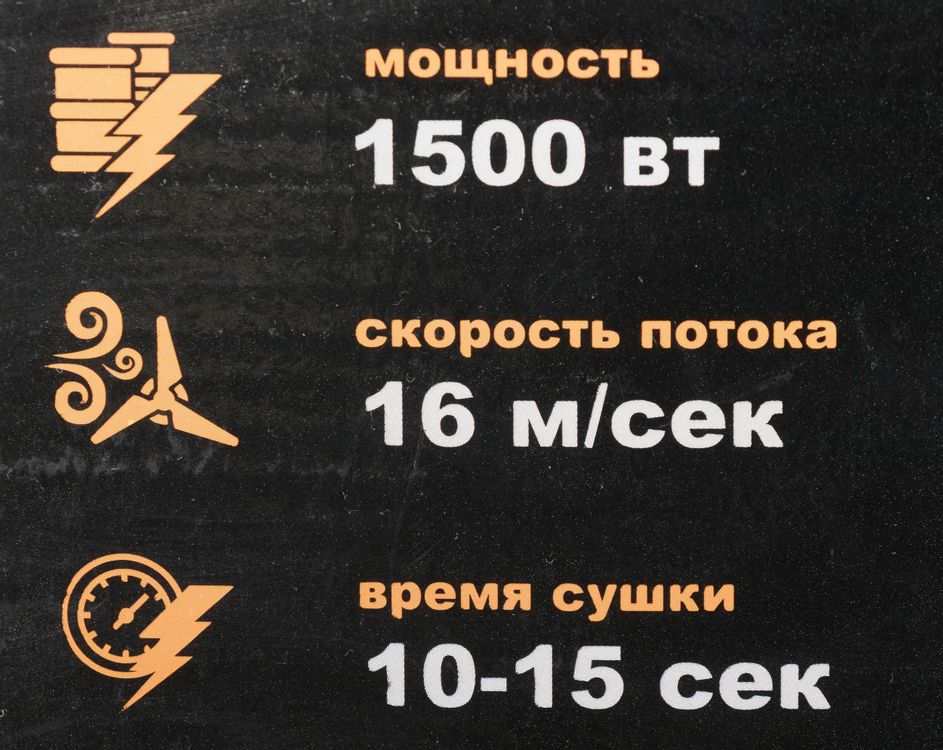 мощность
1500 вт
скорость потока
16 м/сек
время сушки
10-15 сек